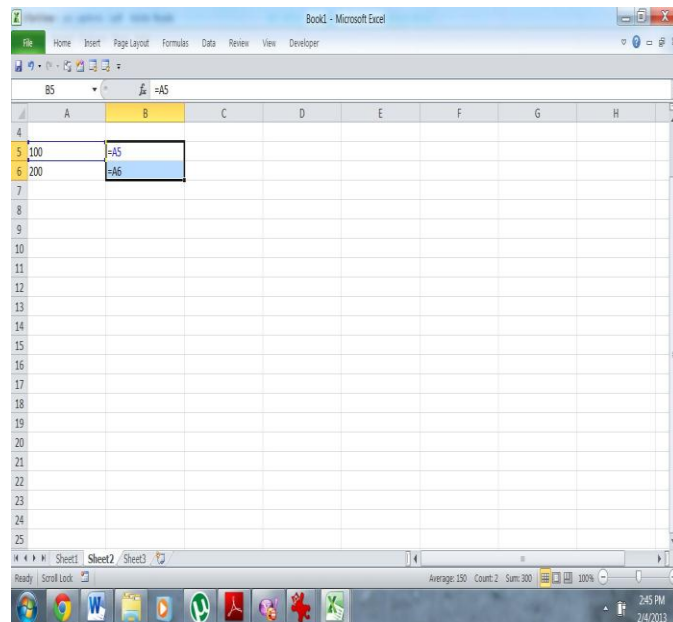 Book1 - Microsoft Excel
File Home Insert Page Layout Formulas Data Review View Developer
B5 fx =A5
A B C D E F G H
4
5 100 =A5
6 200 =A6
7
8
9
10
11
12
13
14
15
16
17
18
19
20
21
22
23
24
25
Sheet1 Sheet2 Sheet3
Ready Scroll Lock Average: 150 Count: 2 Sum: 300 100%
2:45 PM
2/4/2013